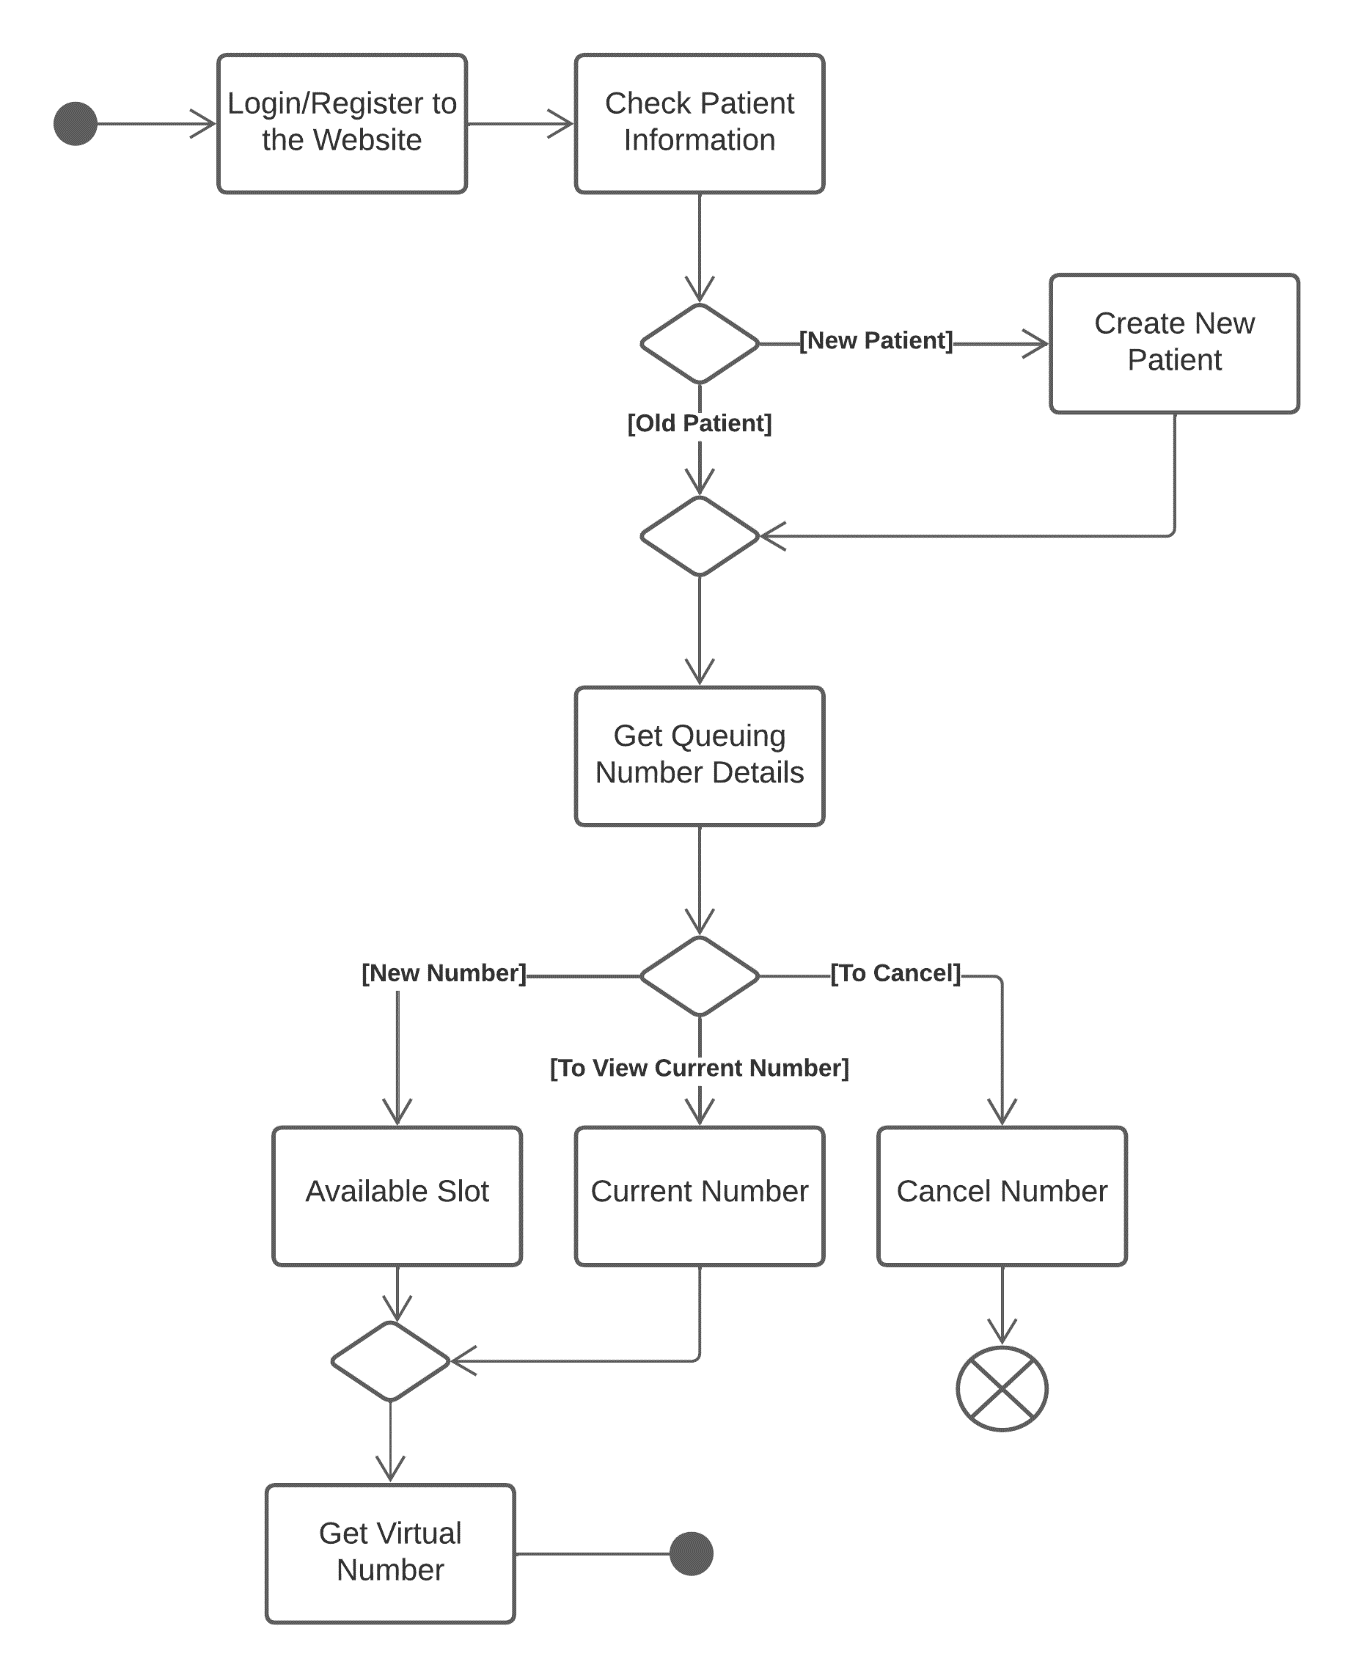 Login/Register to
the Website
Check Patient
Information
[New Patient]
Create New
Patient
[Old Patient]
Get Queuing
Number Details
[New Number]
[To Cancel]
[To View Current Number]
Available Slot
Current Number
Cancel Number
Get Virtual
Number